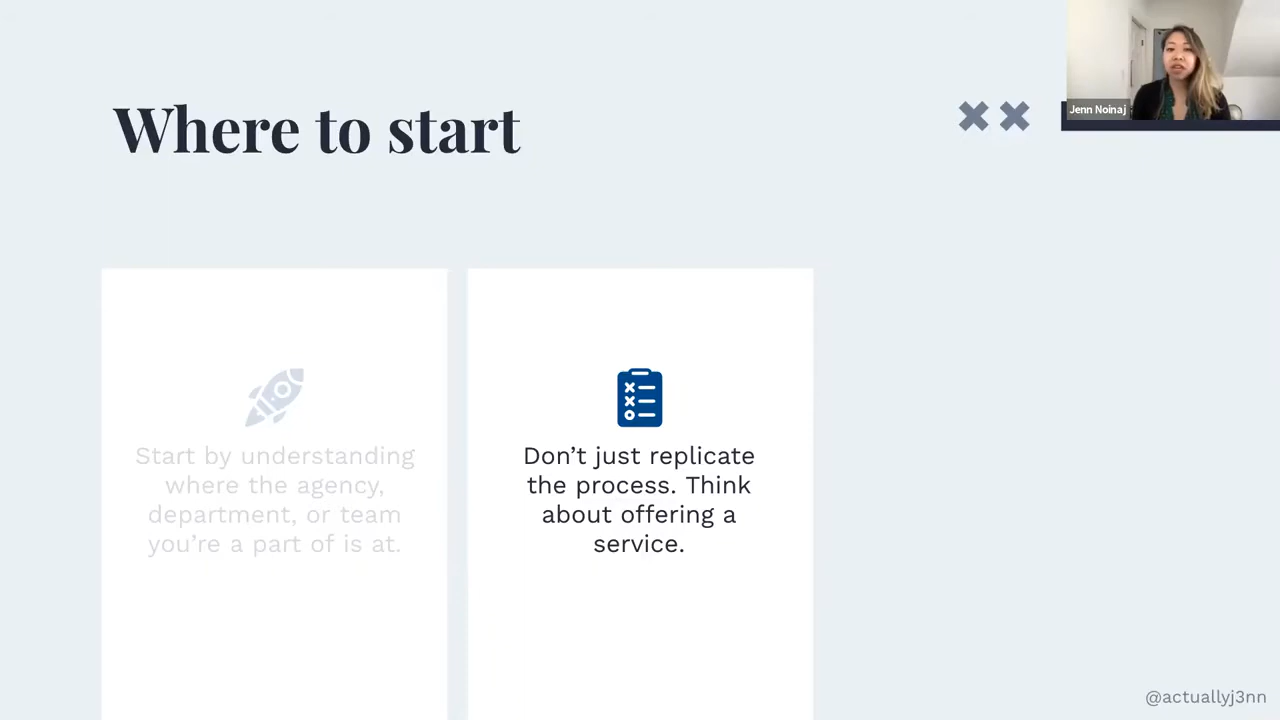 Where to start
Jenn Noinaj
Start by understanding
where the agency,
department, or team
you're a part of is at.
Don't just replicate
the process. Think
about offering a
service.
@actuallyj3nn